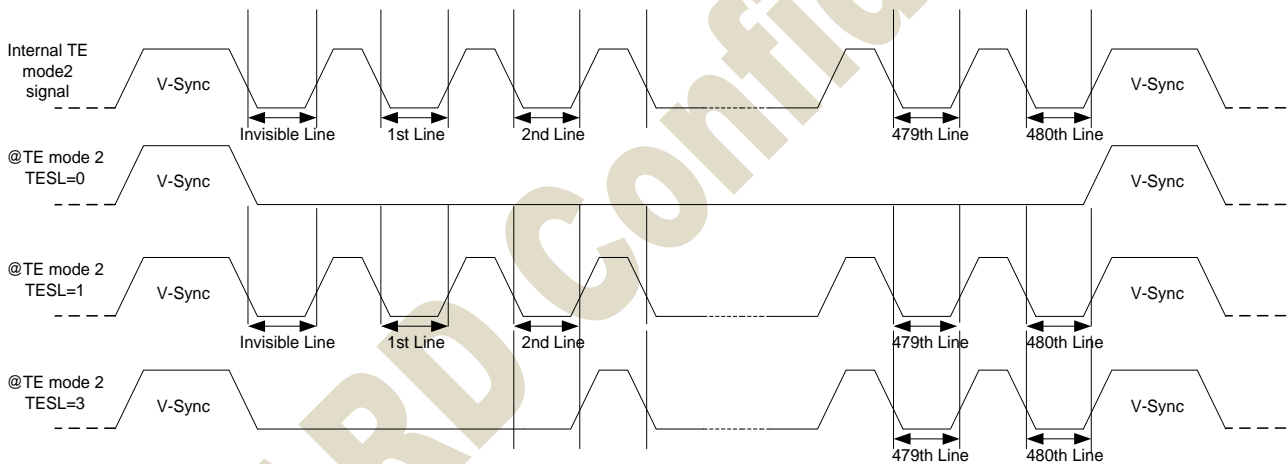 Internal TE
mode2
signal
V-Sync
V-Sync
Invisible Line
1st Line
2nd Line
479th Line
480th Line
@TE mode 2
TESL=0
V-Sync
V-Sync
@TE mode 2
TESL=1
V-Sync
V-Sync
Invisible Line
1st Line
2nd Line
479th Line
480th Line
@TE mode 2
TESL=3
V-Sync
V-Sync
479th Line
480th Line